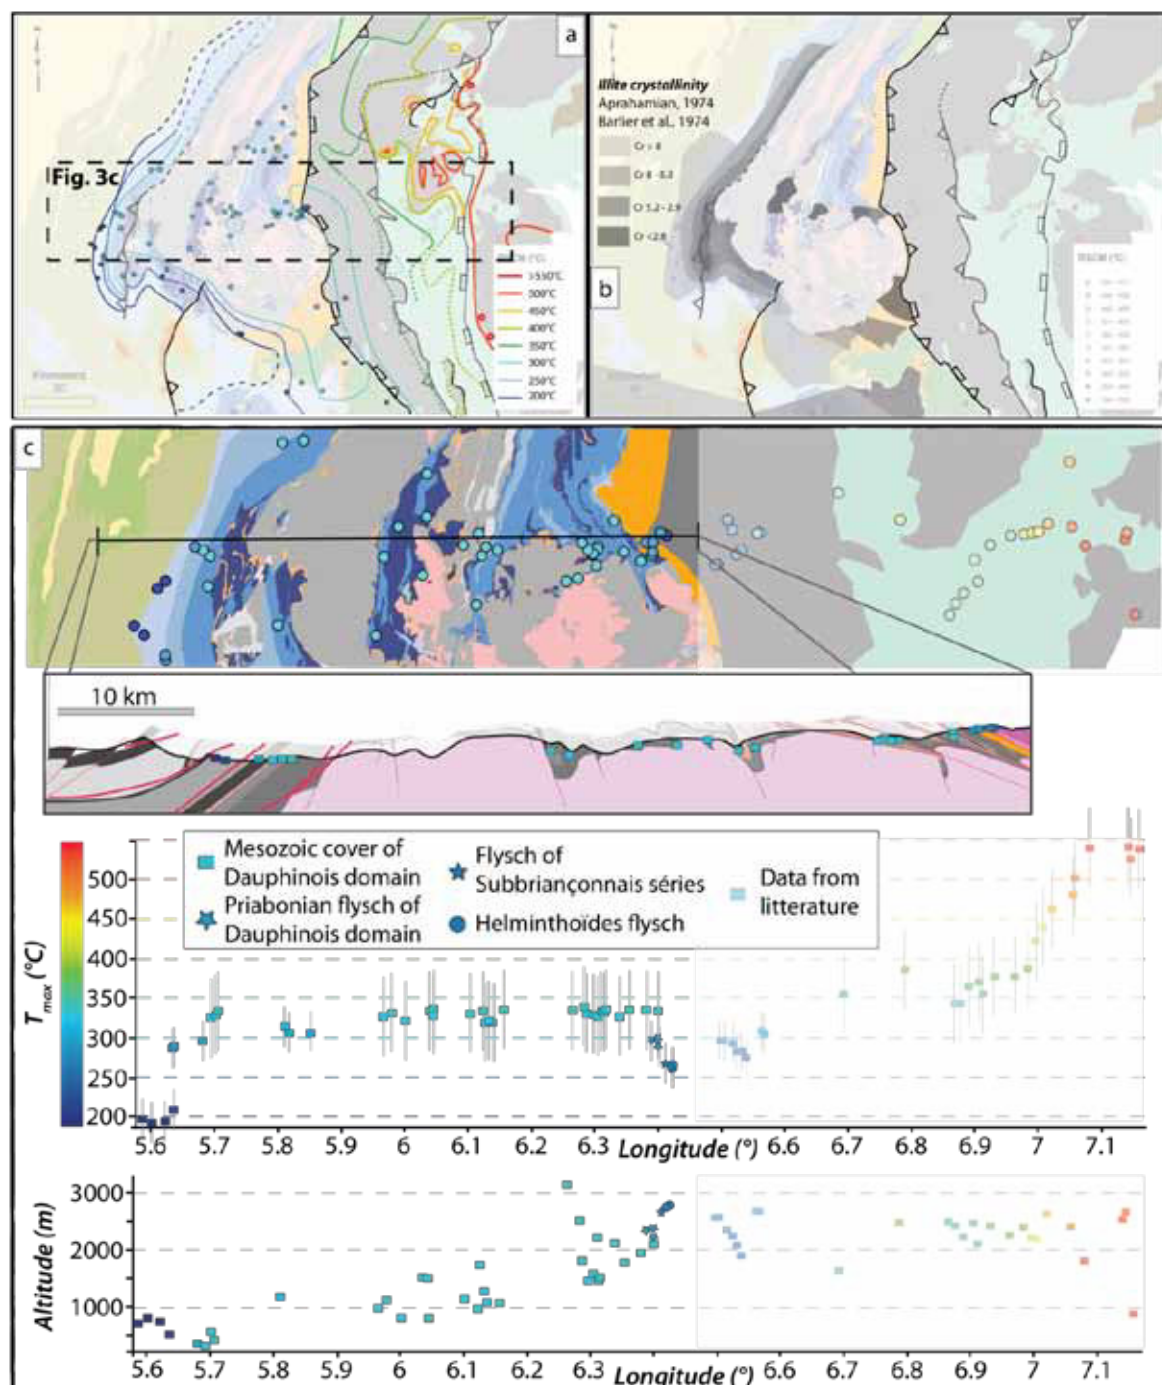 a
Fig. 3c
>550°C
500°C
450°C
400°C
350°C
300°C
250°C
200°C
Illite crystallinity
Aprahamian, 1974
Barlier et al., 1974
b
c
10 km
Mesozoic cover of
Dauphinois domain
Priabonian flysch of
Dauphinois domain
Flysch of
Subbriançonnais séries
Helminthoïdes flysch
Data from
litterature
Tmax (°C)
500
450
400
350
300
250
200
5.6 5.7 5.8 5.9 6 6.1 6.2 6.3 Longitude (°) 6.6 6.7 6.8 6.9 7 7.1
Altitude (m)
3000
2000
1000
5.6 5.7 5.8 5.9 6 6.1 6.2 6.3 Longitude (°) 6.6 6.7 6.8 6.9 7 7.1